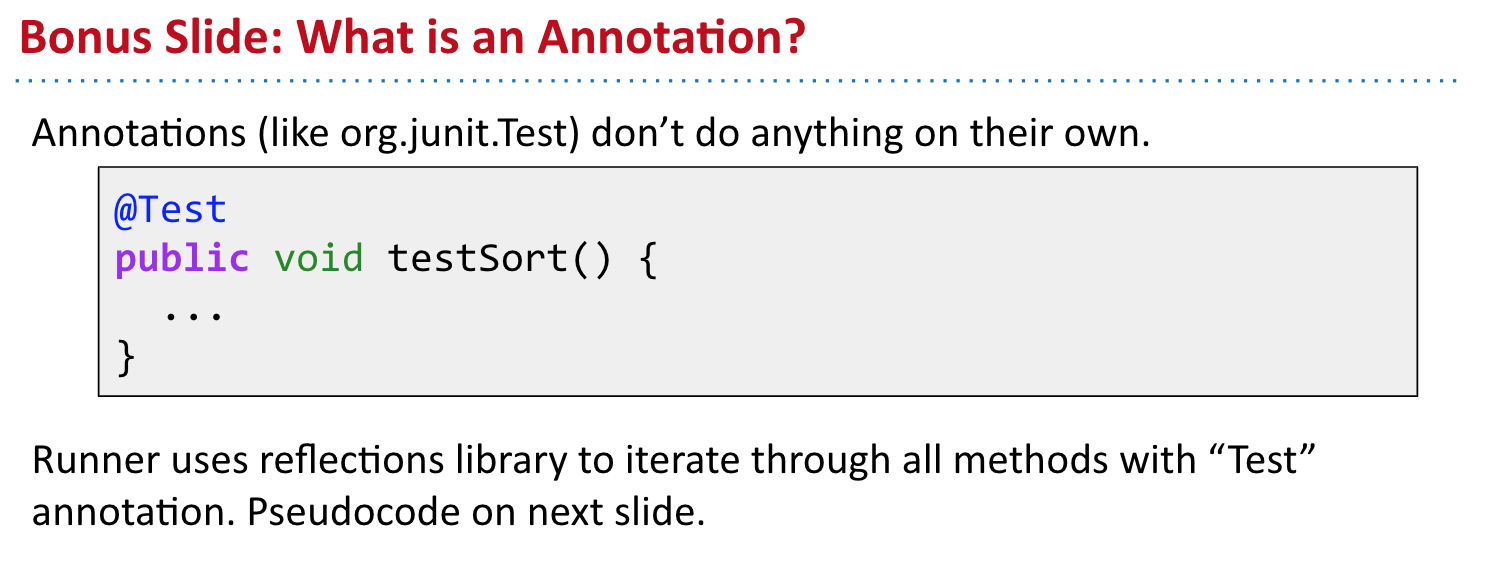 Bonus Slide: What is an Annotation?
Annotations (like org.junit.Test) don’t do anything on their own.
@Test
public void testSort() {
  ...
}
Runner uses reflections library to iterate through all methods with “Test”
annotation. Pseudocode on next slide.